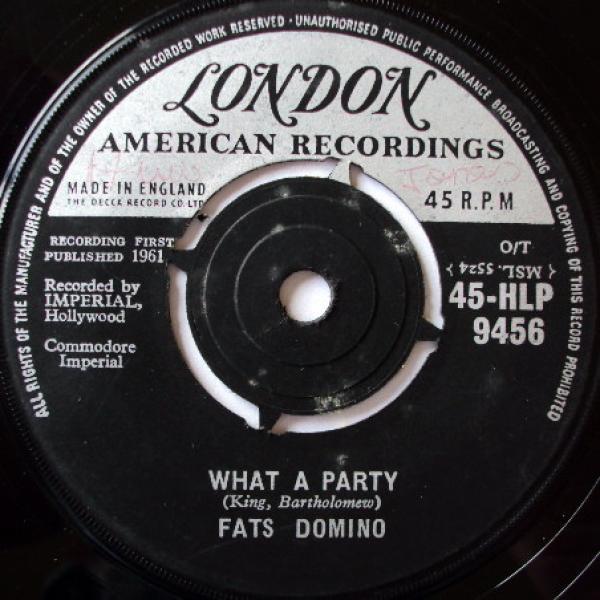 ALL RIGHTS OF THE MANUFACTURER AND OF THE OWNER OF THE RECORDED WORK RESERVED · UNAUTHORISED PUBLIC PERFORMANCE BROADCASTING AND COPYING OF THIS RECORD PROHIBITED
LONDON
AMERICAN RECORDINGS
MADE IN ENGLAND
THE DECCA RECORD CO. LTD
45 R.P.M
RECORDING FIRST
PUBLISHED 1961
O/T
{ MSL. 5524 }
Recorded by
IMPERIAL,
Hollywood
45-HLP
9456
Commodore
Imperial
WHAT A PARTY
(King, Bartholomew)
FATS DOMINO